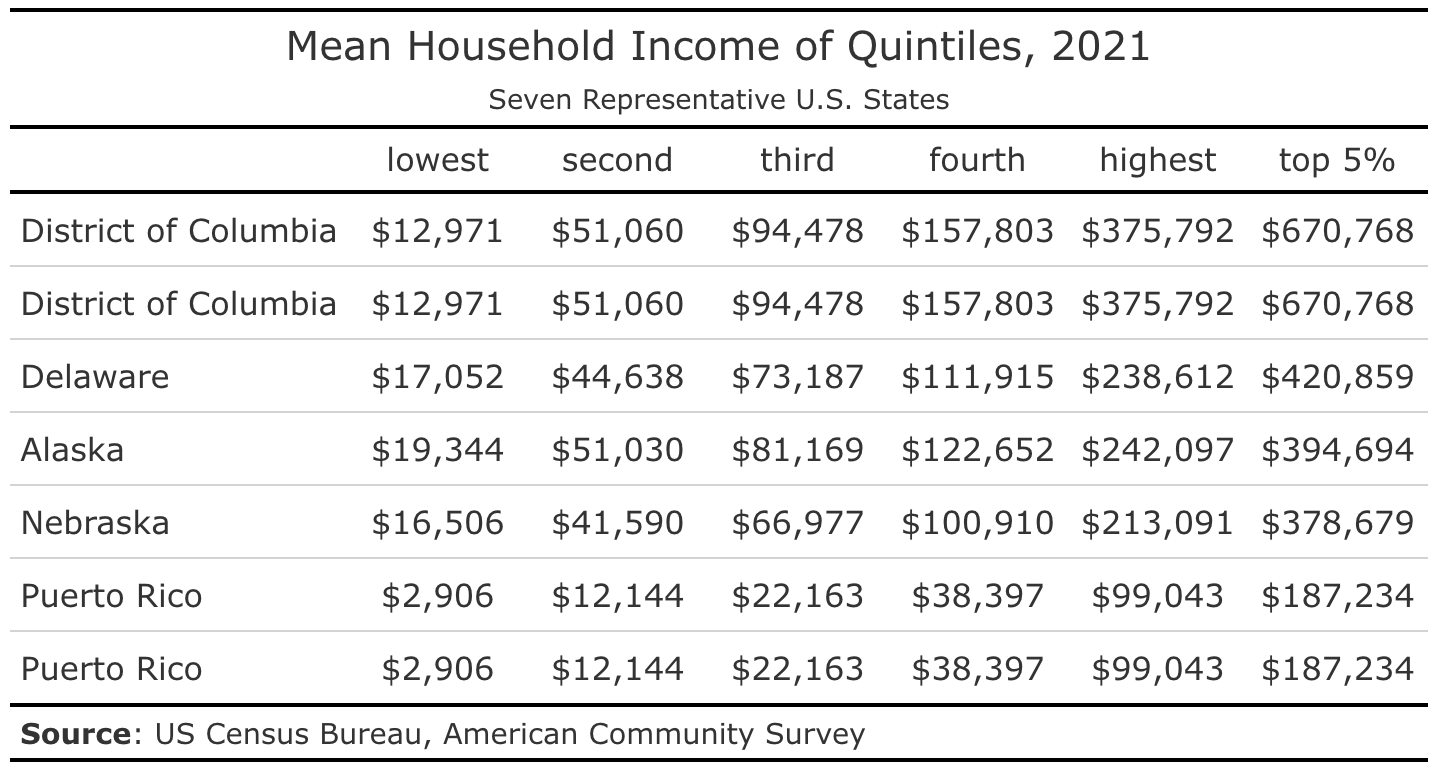 Mean Household Income of Quintiles, 2021
Seven Representative U.S. States
lowest second third fourth highest top 5%
District of Columbia $12,971 $51,060 $94,478 $157,803 $375,792 $670,768
District of Columbia $12,971 $51,060 $94,478 $157,803 $375,792 $670,768
Delaware $17,052 $44,638 $73,187 $111,915 $238,612 $420,859
Alaska $19,344 $51,030 $81,169 $122,652 $242,097 $394,694
Nebraska $16,506 $41,590 $66,977 $100,910 $213,091 $378,679
Puerto Rico $2,906 $12,144 $22,163 $38,397 $99,043 $187,234
Puerto Rico $2,906 $12,144 $22,163 $38,397 $99,043 $187,234
Source: US Census Bureau, American Community Survey